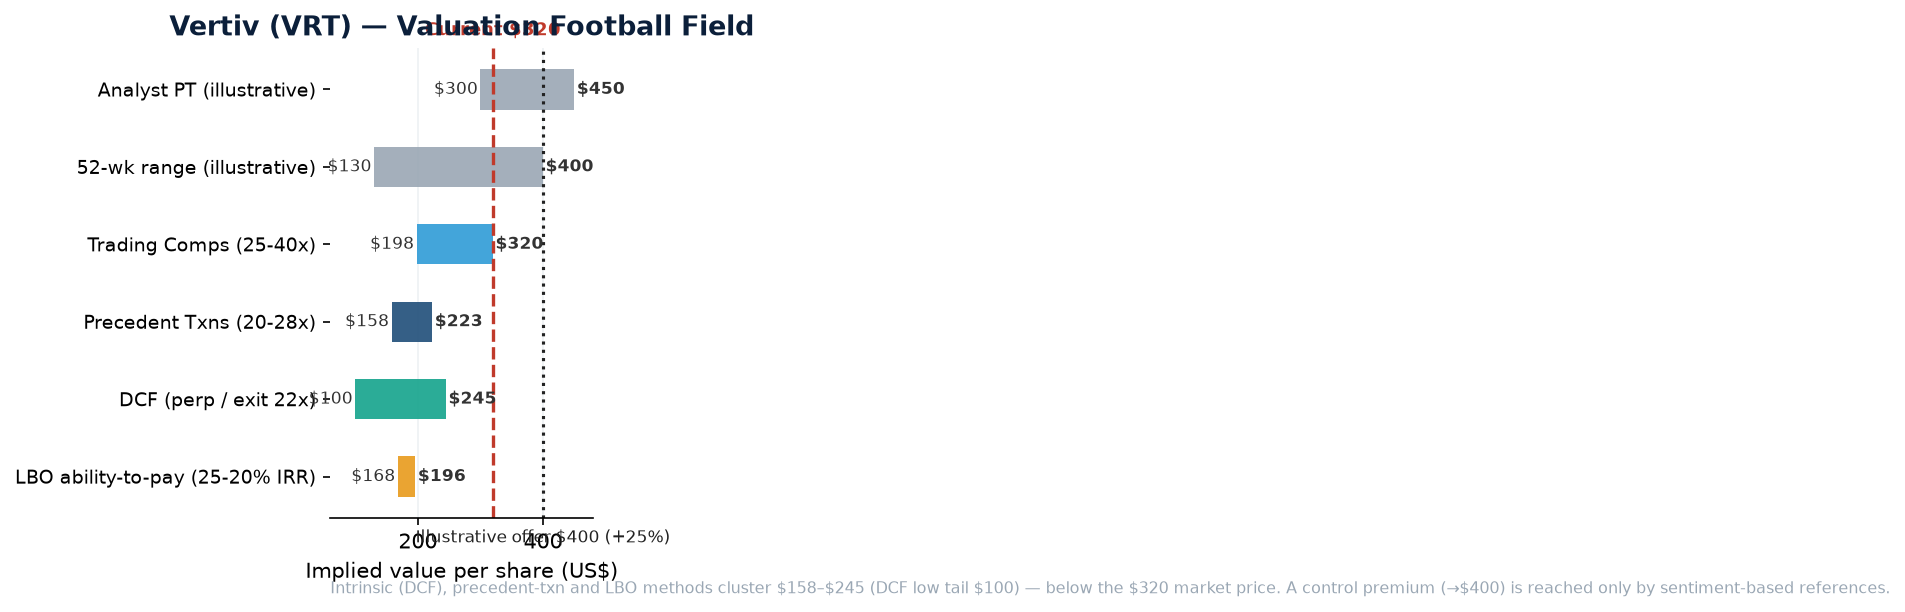 Vertiv (VRT) — Valuation Football Field
Current $320
Analyst PT (illustrative)
$300
$450
52-wk range (illustrative)
$130
$400
Trading Comps (25-40x)
$198
$320
Precedent Txns (20-28x)
$158
$223
DCF (perp / exit 22x)
$100
$245
LBO ability-to-pay (25-20% IRR)
$168
$196
Illustrative offer $400 (+25%)
200
400
Implied value per share (US$)
Intrinsic (DCF), precedent-txn and LBO methods cluster $158–$245 (DCF low tail $100) — below the $320 market price. A control premium (→$400) is reached only by sentiment-based references.